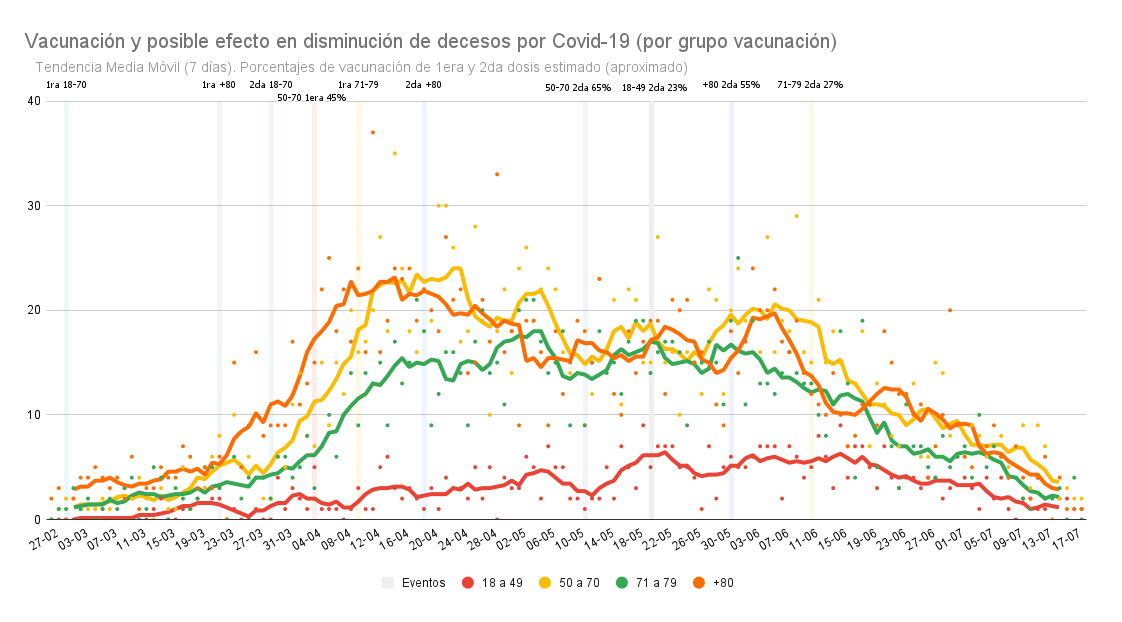 Vacunación y posible efecto en disminución de decesos por Covid-19 (por grupo vacunación)
Tendencia Media Móvil (7 días). Porcentajes de vacunación de 1era y 2da dosis estimado (aproximado)
1ra 18-70 1ra +80 2da 18-70 1ra 71-79 2da +80 50-70 2da 65% 18-49 2da 23% +80 2da 55% 71-79 2da 27%
50-70 1era 45%
40
30
20
10
0
27-02 03-03 07-03 11-03 15-03 19-03 23-03 27-03 31-03 04-04 08-04 12-04 16-04 20-04 24-04 28-04 02-05 06-05 10-05 14-05 18-05 22-05 26-05 30-05 03-06 07-06 11-06 15-06 19-06 23-06 27-06 01-07 05-07 09-07 13-07 17-07
Eventos 18 a 49 50 a 70 71 a 79 +80